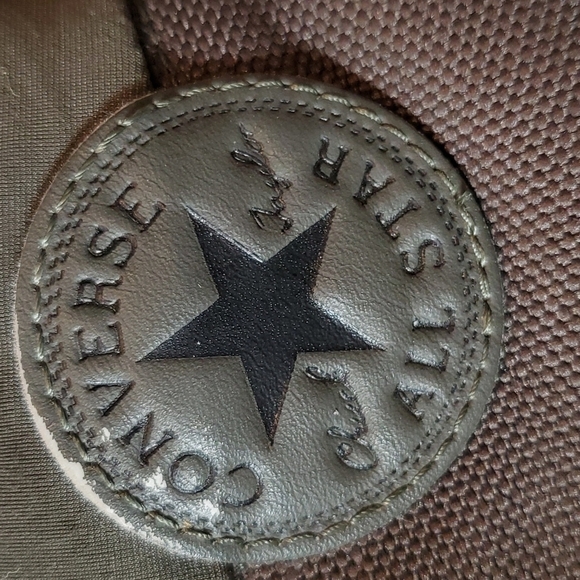 CONVERSE
ALL STAR
Chuck
Taylor